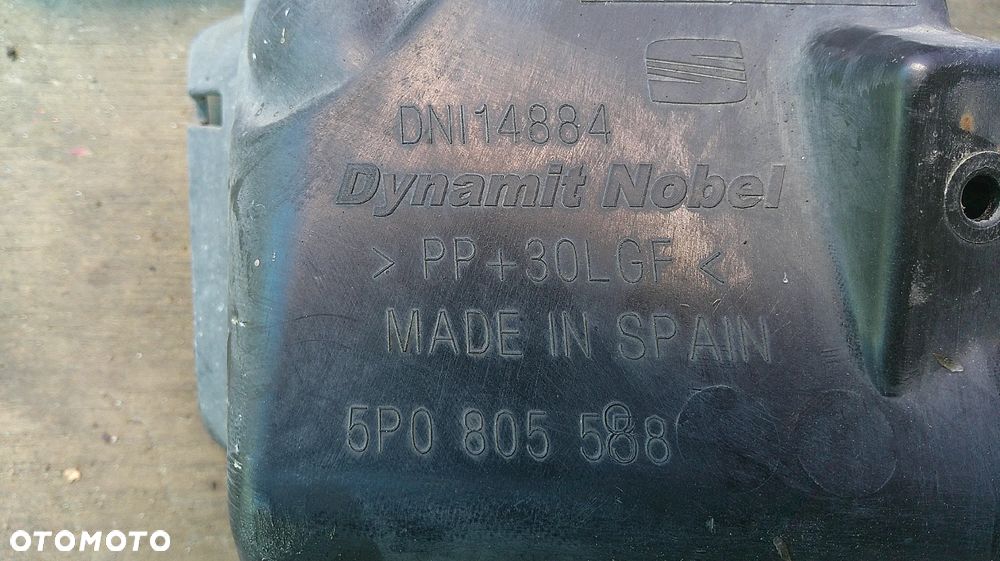 DNI14884
Dynamit Nobel
> PP+30LGF <
MADE IN SPAIN
5P0 805 588
OTOMOTO